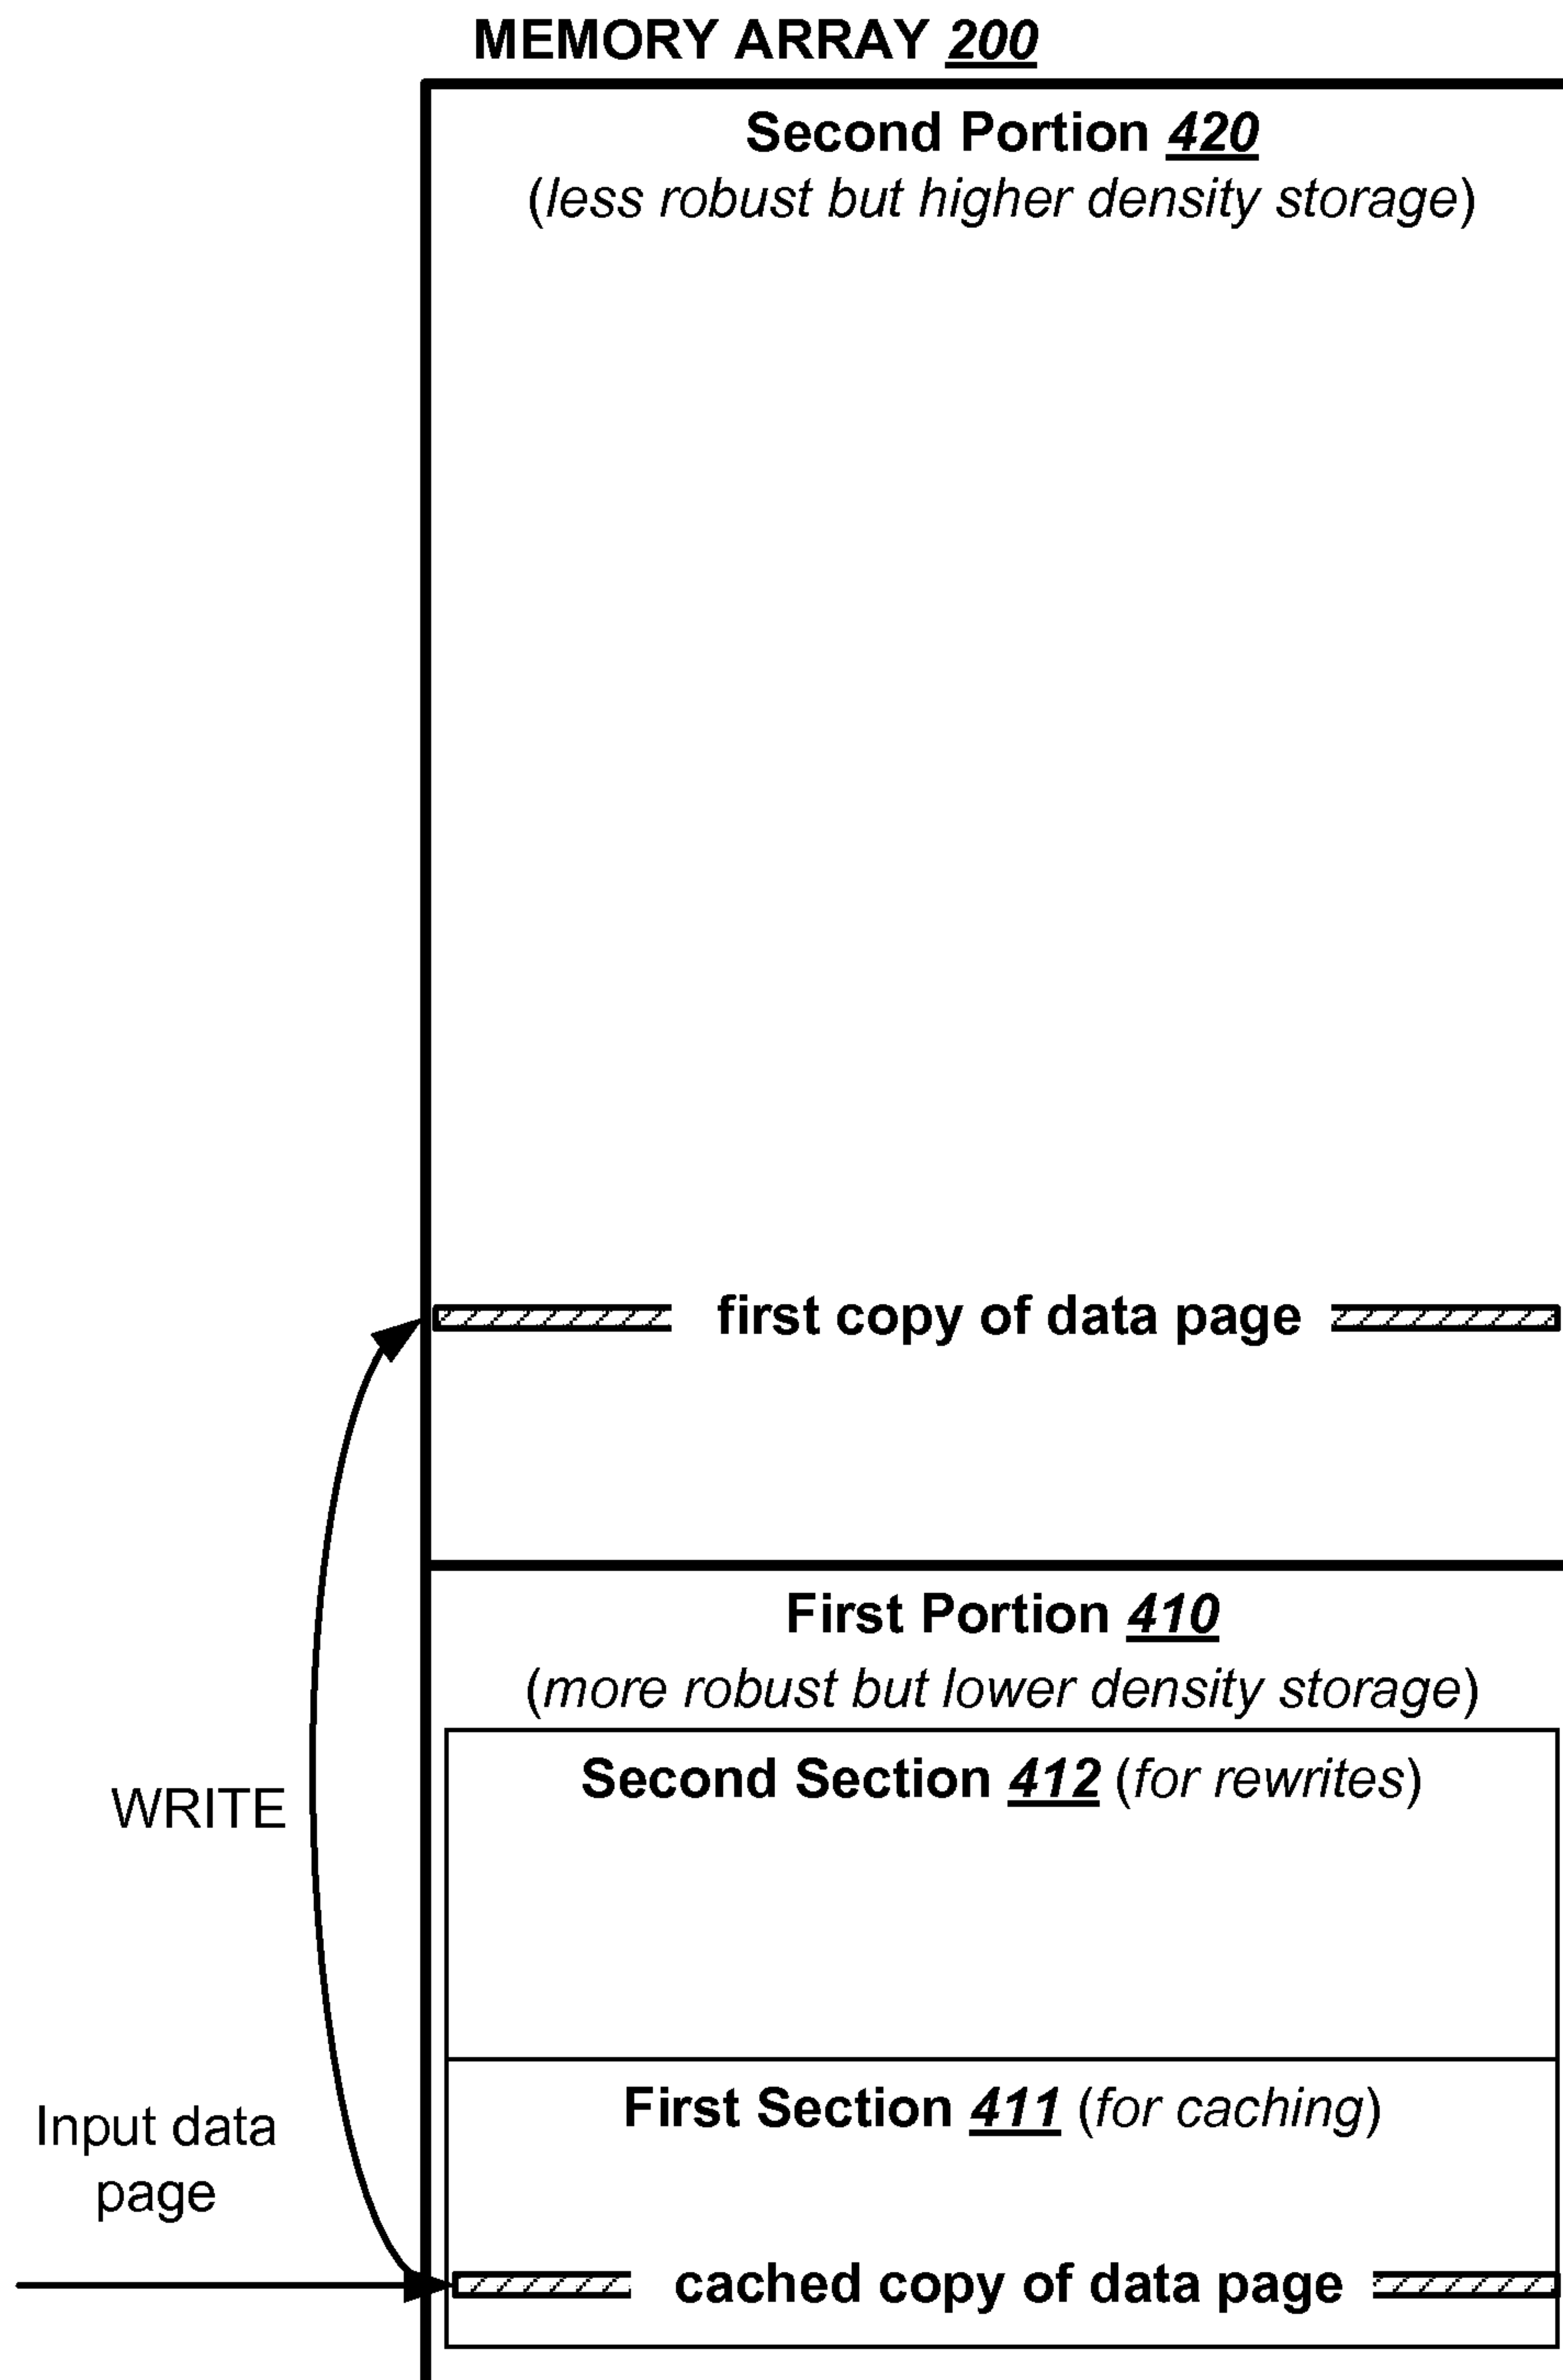 MEMORY ARRAY 200
Second Portion 420
(less robust but higher density storage)
first copy of data page
First Portion 410
(more robust but lower density storage)
Second Section 412 (for rewrites)
WRITE
First Section 411 (for caching)
Input data
page
cached copy of data page